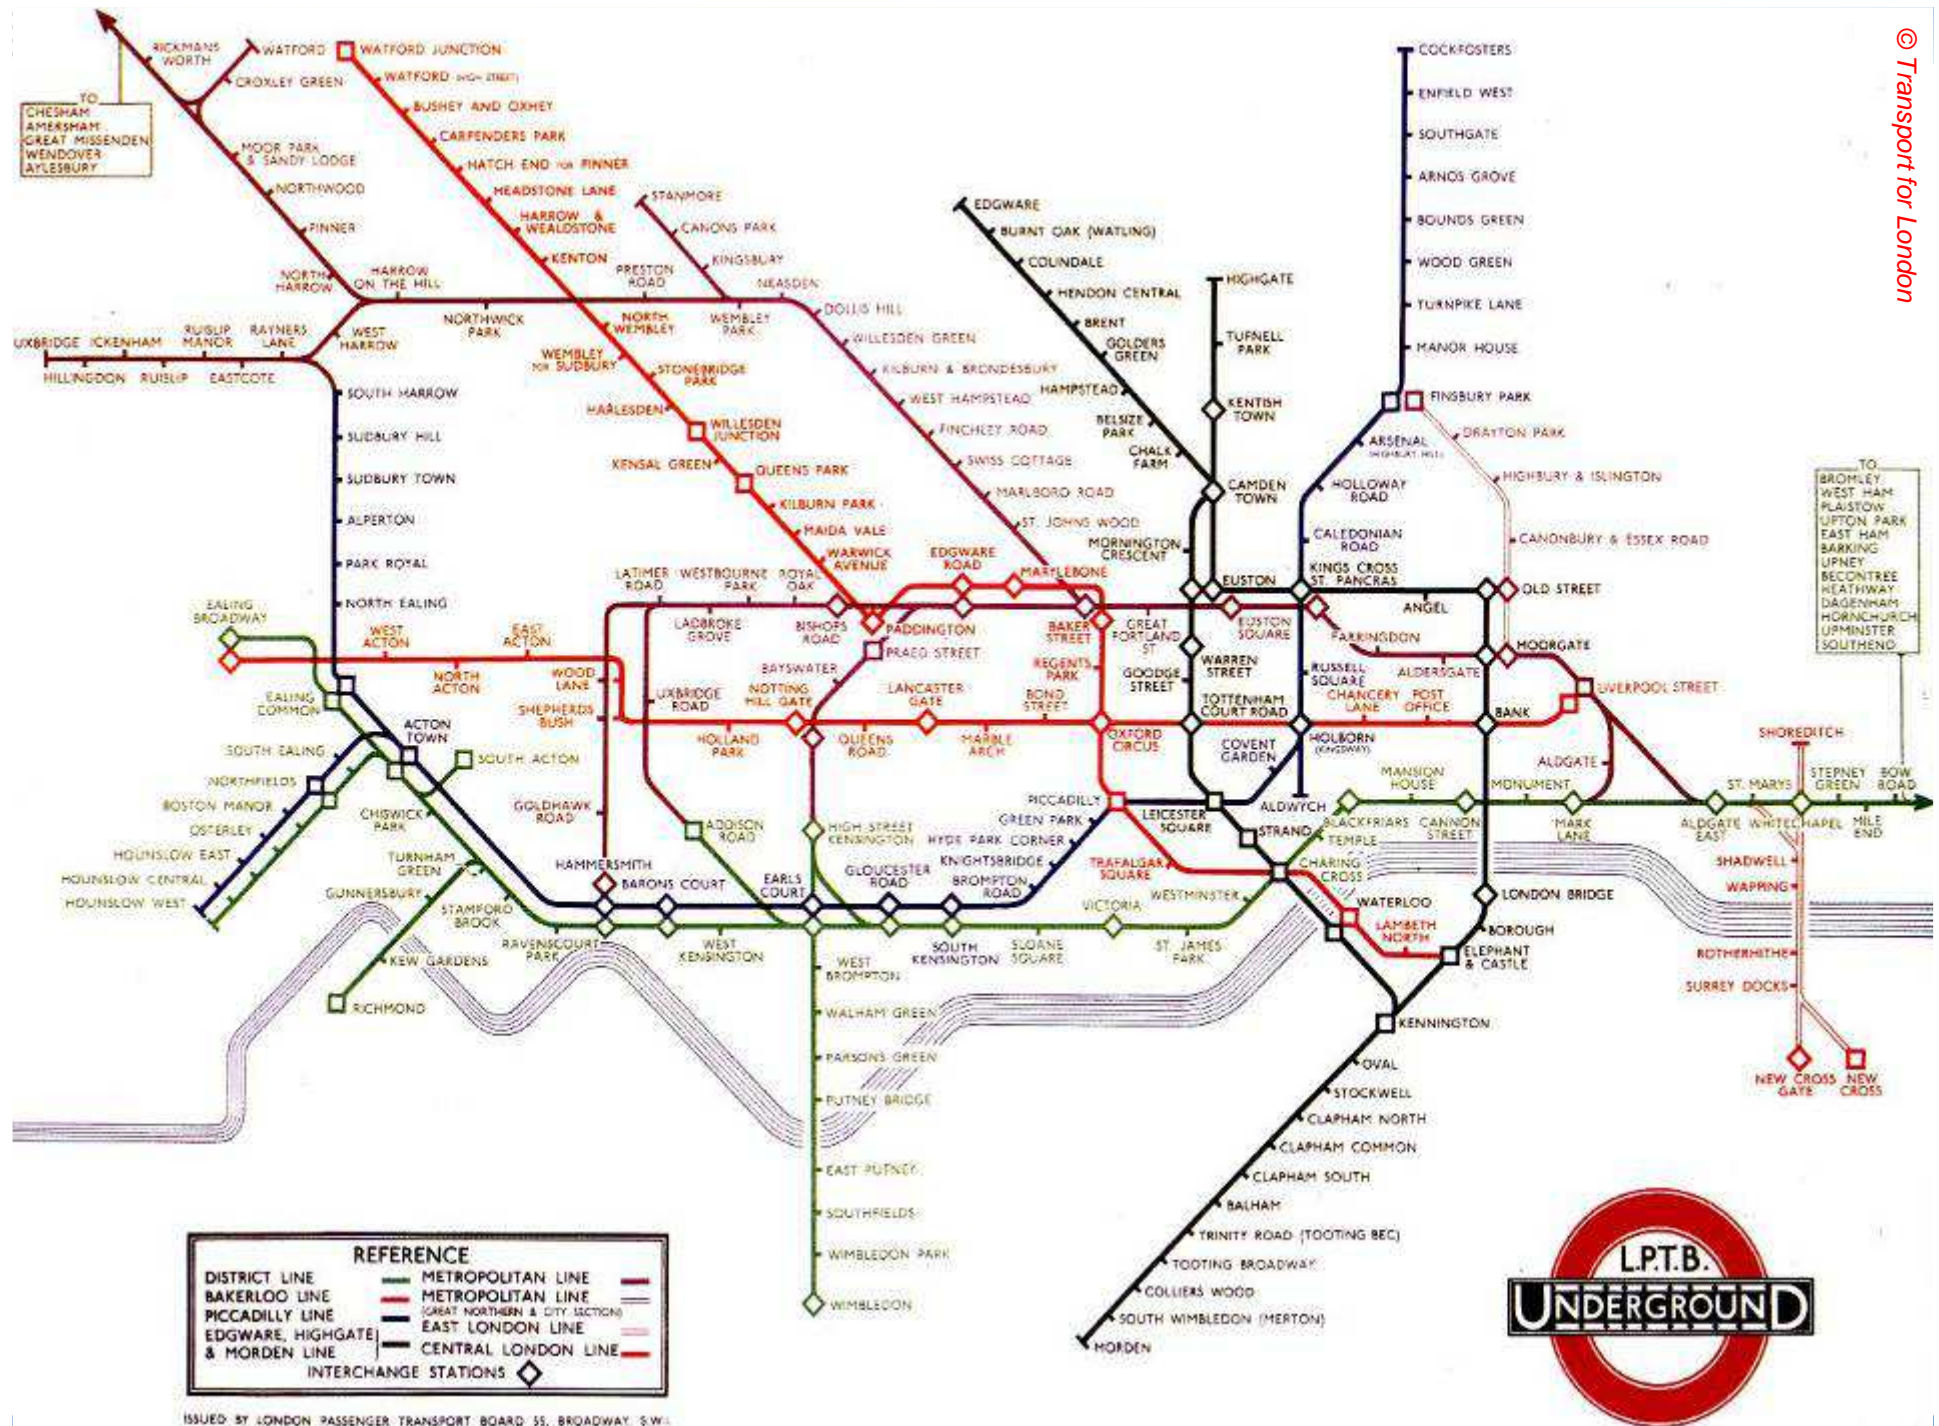 © Transport for London
RICKMANS
WORTH
WATFORD
CROXLEY GREEN
TO
CHESHAM
AMERSHAM
GREAT MISSENDEN
WENDOVER
AYLESBURY
MOOR PARK
& SANDY LODGE
NORTHWOOD
PINNER
NORTH
HARROW
HARROW
ON THE HILL
WATFORD JUNCTION
WATFORD (HIGH STREET)
BUSHEY AND OXHEY
CARPENDERS PARK
HATCH END FOR PINNER
HEADSTONE LANE
HARROW &
WEALDSTONE
KENTON
PRESTON
ROAD
NORTHWICK
PARK
NORTH
WEMBLEY
WEMBLEY
FOR SUDBURY
STONEBRIDGE
PARK
HARLESDEN
WILLESDEN
JUNCTION
KENSAL GREEN
QUEENS PARK
KILBURN PARK
MAIDA VALE
WARWICK
AVENUE
STANMORE
CANONS PARK
KINGSBURY
NEASDEN
WEMBLEY
PARK
DOLLIS HILL
WILLESDEN GREEN
KILBURN & BRONDESBURY
WEST HAMPSTEAD
FINCHLEY ROAD
SWISS COTTAGE
MARLBORO ROAD
ST. JOHNS WOOD
EDGWARE
BURNT OAK (WATLING)
COLINDALE
HENDON CENTRAL
BRENT
GOLDERS
GREEN
HAMPSTEAD
BELSIZE
PARK
CHALK
FARM
HIGHGATE
TUFNELL
PARK
KENTISH
TOWN
CAMDEN
TOWN
MORNINGTON
CRESCENT
EUSTON
COCKFOSTERS
ENFIELD WEST
SOUTHGATE
ARNOS GROVE
BOUNDS GREEN
WOOD GREEN
TURNPIKE LANE
MANOR HOUSE
FINSBURY PARK
ARSENAL
(HIGHBURY HILL)
HOLLOWAY
ROAD
CALEDONIAN
ROAD
KINGS CROSS
ST. PANCRAS
DRAYTON PARK
HIGHBURY & ISLINGTON
CANONBURY & ESSEX ROAD
OLD STREET
ANGEL
MOORGATE
UXBRIDGE
ICKENHAM
RUISLIP
MANOR
RAYNERS
LANE
WEST
HARROW
HILLINGDON
RUISLIP
EASTCOTE
SOUTH HARROW
SUDBURY HILL
SUDBURY TOWN
ALPERTON
PARK ROYAL
NORTH EALING
EALING
BROADWAY
WEST
ACTON
EAST
ACTON
NORTH
ACTON
WOOD
LANE
SHEPHERDS
BUSH
EALING
COMMON
ACTON
TOWN
SOUTH ACTON
SOUTH EALING
NORTHFIELDS
BOSTON MANOR
OSTERLEY
HOUNSLOW EAST
HOUNSLOW CENTRAL
HOUNSLOW WEST
CHISWICK
PARK
TURNHAM
GREEN
GUNNERSBURY
KEW GARDENS
RICHMOND
STAMFORD
BROOK
RAVENSCOURT
PARK
LATIMER
ROAD
WESTBOURNE
PARK
ROYAL
OAK
LADBROKE
GROVE
BISHOPS
ROAD
EDGWARE
ROAD
MARYLEBONE
PADDINGTON
PRAED STREET
BAYSWATER
BAKER
STREET
GREAT
PORTLAND
ST
EUSTON
SQUARE
FARRINGDON
ALDERSGATE
UXBRIDGE
ROAD
NOTTING
HILL GATE
LANCASTER
GATE
BOND
STREET
HOLLAND
PARK
QUEENS
ROAD
MARBLE
ARCH
REGENTS
PARK
OXFORD
CIRCUS
GOODGE
STREET
WARREN
STREET
TOTTENHAM
COURT ROAD
RUSSELL
SQUARE
CHANCERY
LANE
POST
OFFICE
BANK
LIVERPOOL STREET
HOLBORN
(KINGSWAY)
COVENT
GARDEN
ALDWYCH
GOLDHAWK
ROAD
HAMMERSMITH
BARONS COURT
ADDISON
ROAD
HIGH STREET
KENSINGTON
EARLS
COURT
GLOUCESTER
ROAD
PICCADILLY
GREEN PARK
HYDE PARK CORNER
KNIGHTSBRIDGE
BROMPTON
ROAD
LEICESTER
SQUARE
STRAND
TRAFALGAR
SQUARE
CHARING
CROSS
WESTMINSTER
TEMPLE
BLACKFRIARS
MANSION
HOUSE
CANNON
STREET
MONUMENT
MARK
LANE
ALDGATE
ALDGATE
EAST
ST. MARYS
WHITECHAPEL
STEPNEY
GREEN
MILE
END
BOW
ROAD
SHOREDITCH
TO
BROMLEY
WEST HAM
PLAISTOW
UPTON PARK
EAST HAM
BARKING
UPNEY
BECONTREE
HEATHWAY
DAGENHAM
HORNCHURCH
UPMINSTER
SOUTHEND
SHADWELL
WAPPING
ROTHERHITHE
SURREY DOCKS
NEW CROSS
GATE
NEW
CROSS
WEST
KENSINGTON
SOUTH
KENSINGTON
SLOANE
SQUARE
VICTORIA
ST. JAMES
PARK
WATERLOO
LAMBETH
NORTH
LONDON BRIDGE
BOROUGH
ELEPHANT
& CASTLE
KENNINGTON
OVAL
STOCKWELL
CLAPHAM NORTH
CLAPHAM COMMON
CLAPHAM SOUTH
BALHAM
TRINITY ROAD (TOOTING BEC)
TOOTING BROADWAY
COLLIERS WOOD
SOUTH WIMBLEDON (MERTON)
MORDEN
WEST
BROMPTON
WALHAM GREEN
PARSONS GREEN
PUTNEY BRIDGE
EAST PUTNEY
SOUTHFIELDS
WIMBLEDON PARK
WIMBLEDON
REFERENCE
DISTRICT LINE
BAKERLOO LINE
PICCADILLY LINE
EDGWARE, HIGHGATE
& MORDEN LINE
METROPOLITAN LINE
METROPOLITAN LINE
(GREAT NORTHERN & CITY SECTION)
EAST LONDON LINE
CENTRAL LONDON LINE
INTERCHANGE STATIONS
ISSUED BY LONDON PASSENGER TRANSPORT BOARD 55, BROADWAY. S.W.1.
L.P.T.B.
UNDERGROUND